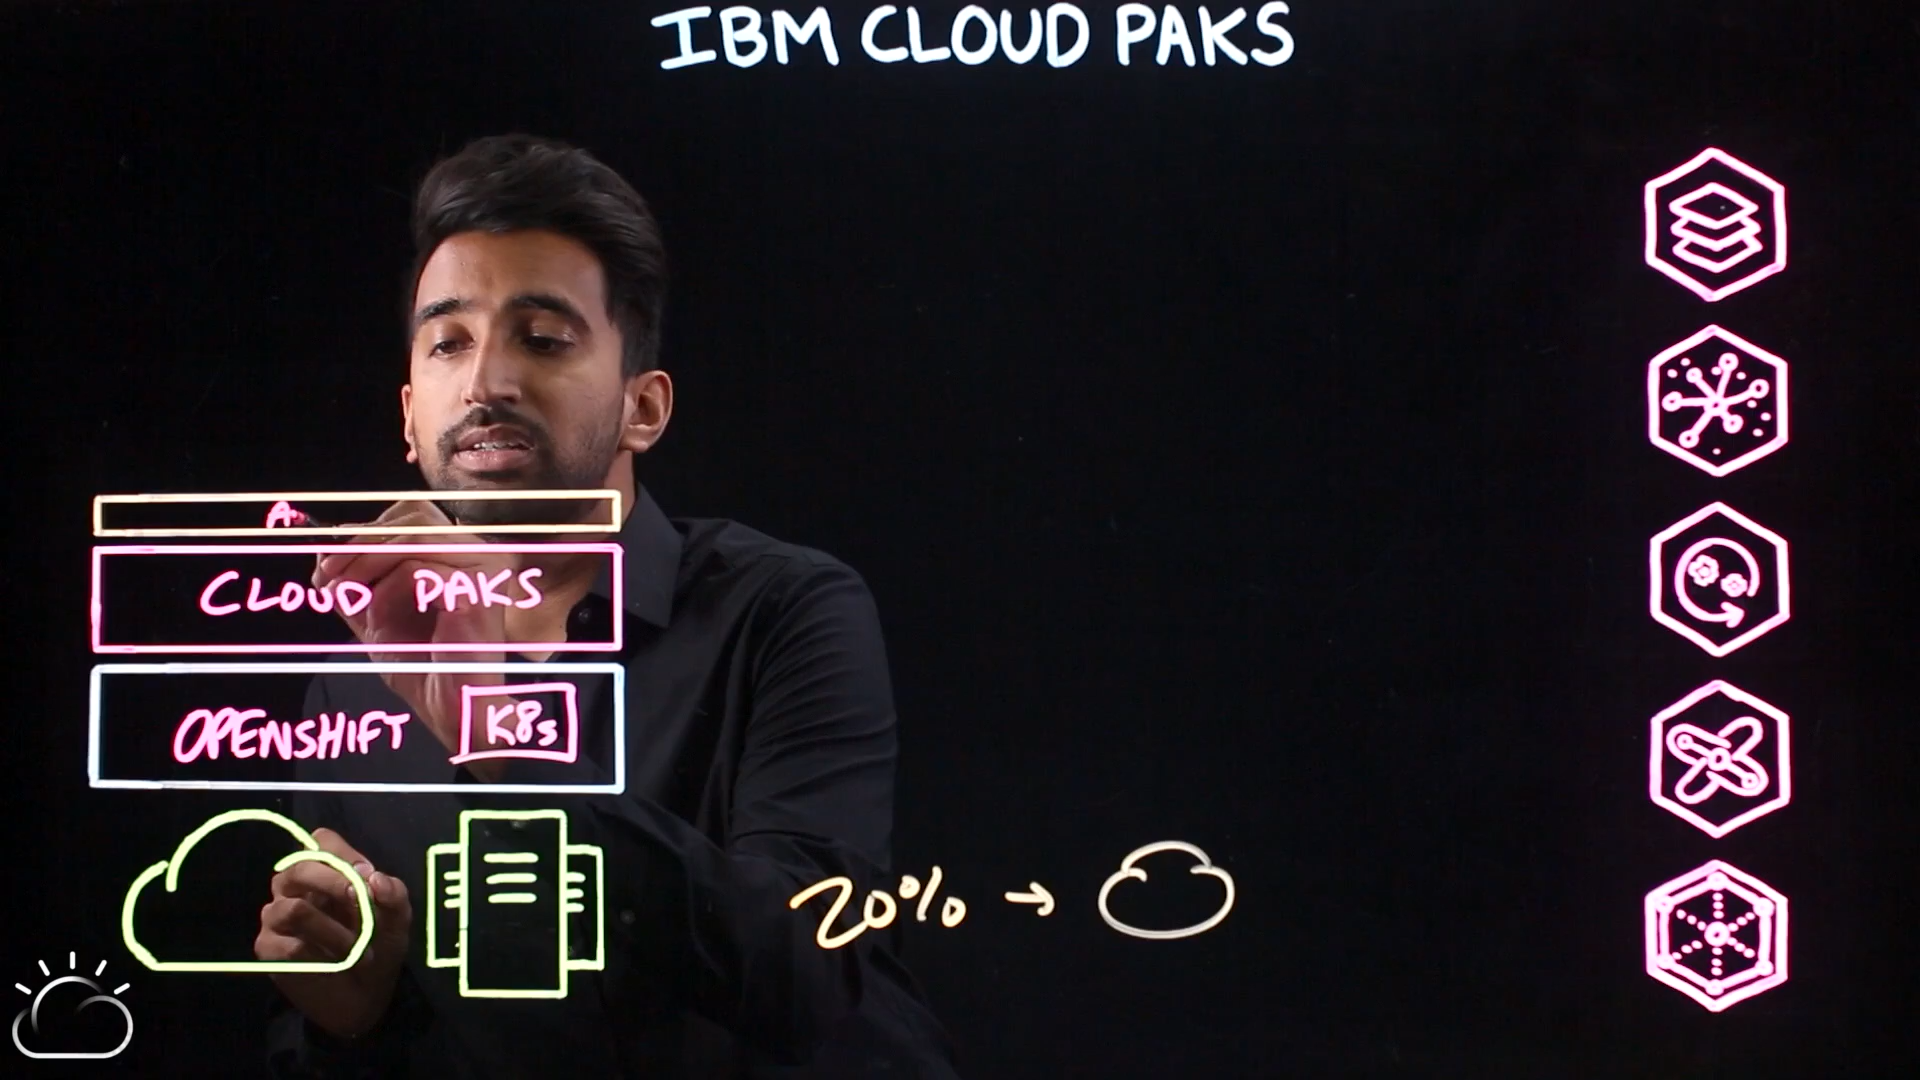 IBM CLOUD PAKS
A
CLOUD PAKS
OPENSHIFT K8s
20% →